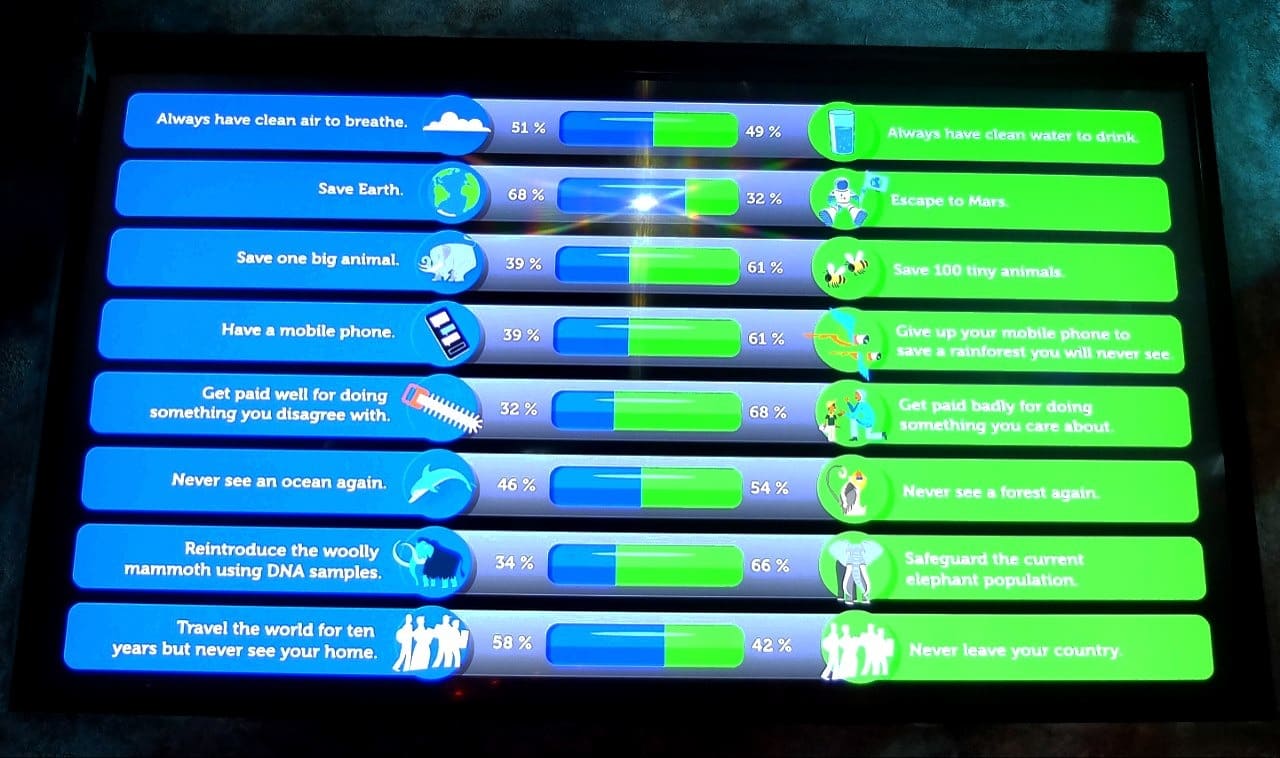 Always have clean air to breathe. 51 % 49 % Always have clean water to drink.
Save Earth. 68 % 32 % Escape to Mars.
Save one big animal. 39 % 61 % Save 100 tiny animals.
Have a mobile phone. 39 % 61 % Give up your mobile phone to
save a rainforest you will never see
Get paid well for doing
something you disagree with. 32 % 68 % Get paid badly for doing
something you care about.
Never see an ocean again. 46 % 54 % Never see a forest again.
Reintroduce the woolly
mammoth using DNA samples. 34 % 66 % Safeguard the current
elephant population.
Travel the world for ten
years but never see your home. 58 % 42 % Never leave your country.